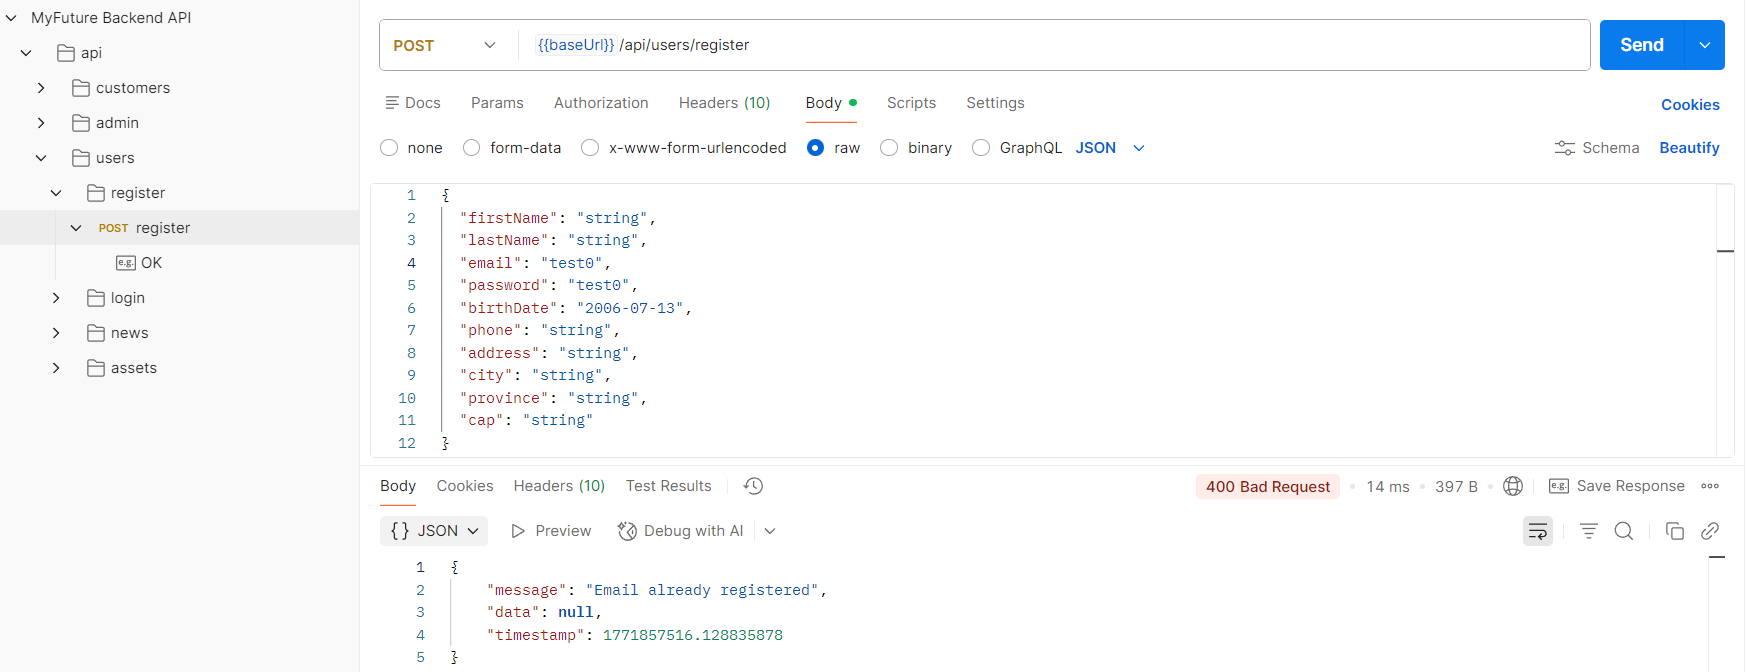 MyFuture Backend API
api
customers
admin
users
register
POST register
e.g. OK
login
news
assets
POST {{baseUrl}} /api/users/register Send
Docs Params Authorization Headers (10) Body Scripts Settings Cookies
none form-data x-www-form-urlencoded raw binary GraphQL JSON Schema Beautify
1 {
2 "firstName": "string",
3 "lastName": "string",
4 "email": "test0",
5 "password": "test0",
6 "birthDate": "2006-07-13",
7 "phone": "string",
8 "address": "string",
9 "city": "string",
10 "province": "string",
11 "cap": "string"
12 }
Body Cookies Headers (10) Test Results 400 Bad Request 14 ms 397 B e.g. Save Response
{} JSON Preview Debug with AI
1 {
2 "message": "Email already registered",
3 "data": null,
4 "timestamp": 1771857516.128835878
5 }